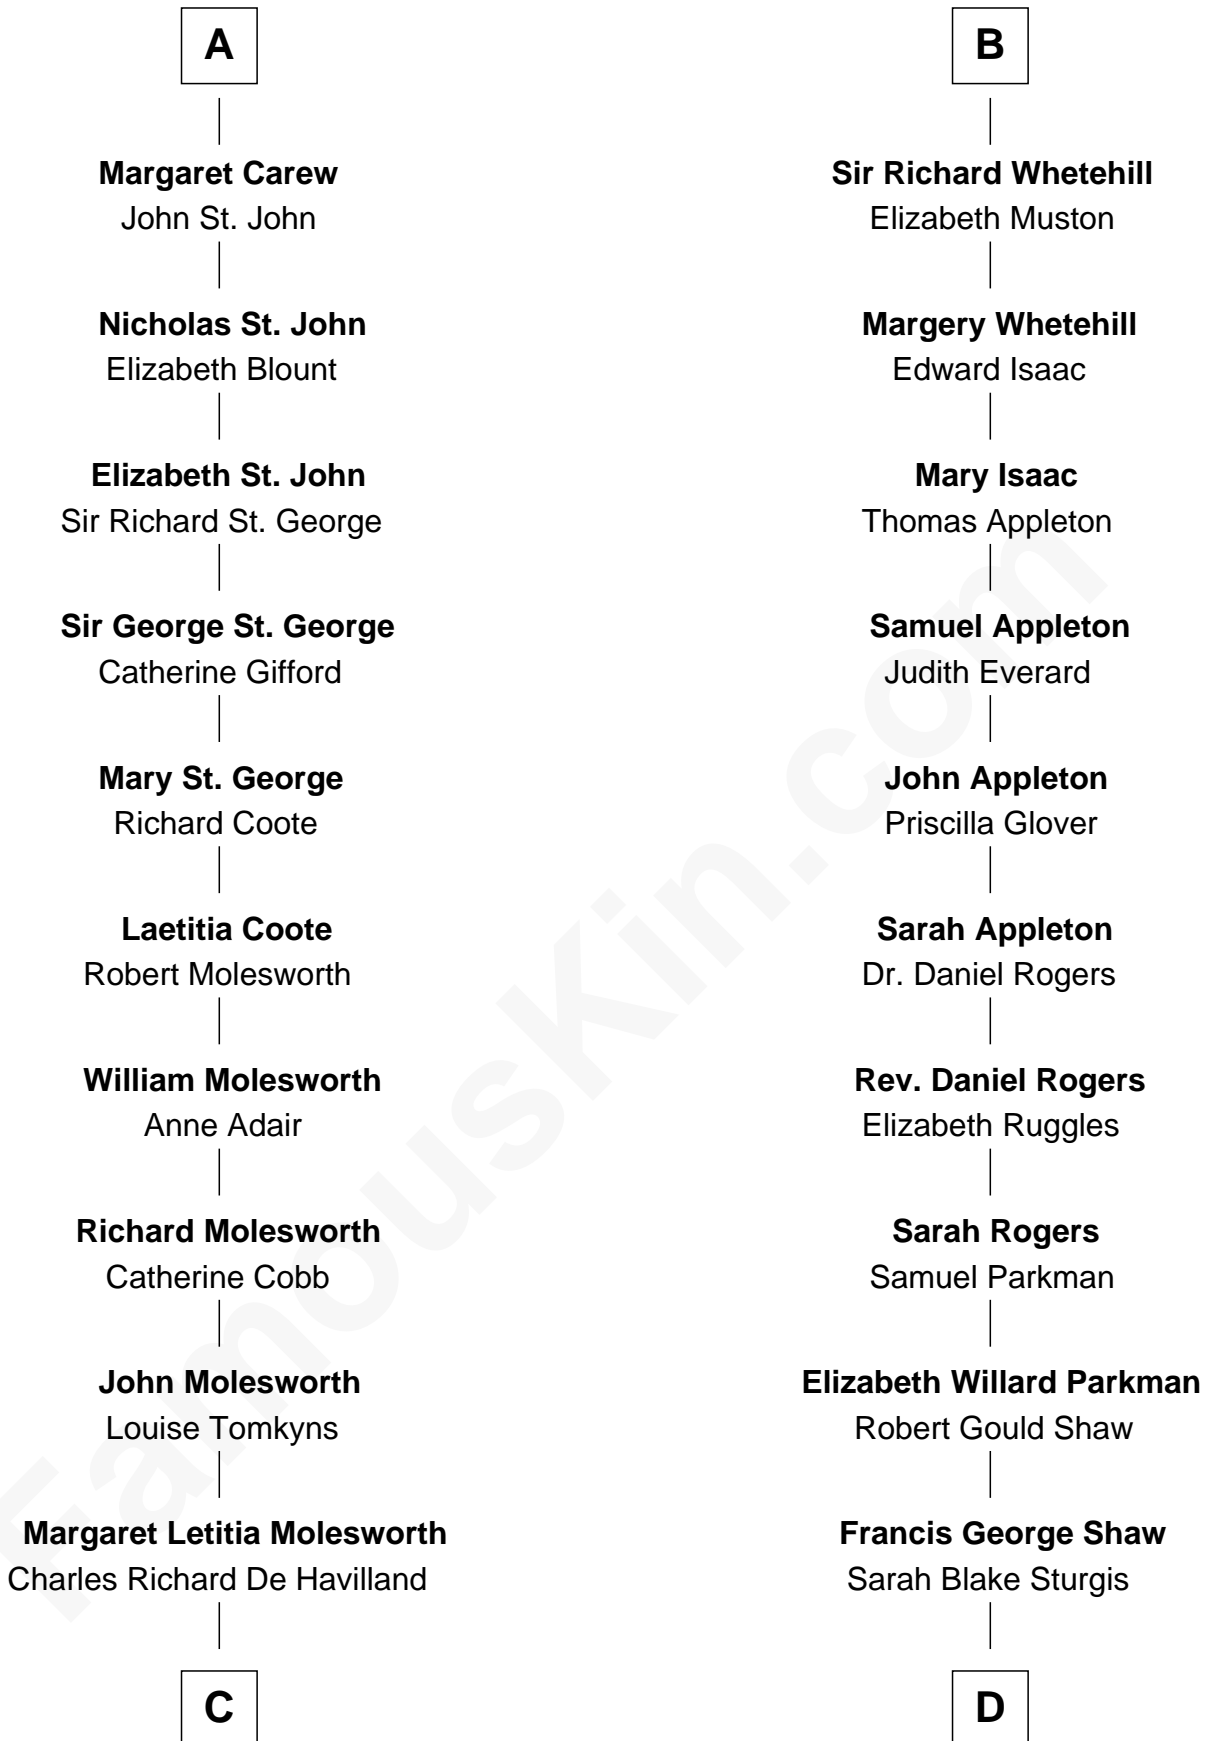 A
Margaret Carew
John St. John
Nicholas St. John
Elizabeth Blount
Elizabeth St. John
Sir Richard St. George
Sir George St. George
Catherine Gifford
Mary St. George
Richard Coote
Laetitia Coote
Robert Molesworth
William Molesworth
Anne Adair
Richard Molesworth
Catherine Cobb
John Molesworth
Louise Tomkyns
Margaret Letitia Molesworth
Charles Richard De Havilland
C
B
Sir Richard Whetehill
Elizabeth Muston
Margery Whetehill
Edward Isaac
Mary Isaac
Thomas Appleton
Samuel Appleton
Judith Everard
John Appleton
Priscilla Glover
Sarah Appleton
Dr. Daniel Rogers
Rev. Daniel Rogers
Elizabeth Ruggles
Sarah Rogers
Samuel Parkman
Elizabeth Willard Parkman
Robert Gould Shaw
Francis George Shaw
Sarah Blake Sturgis
D
FamousKin.com